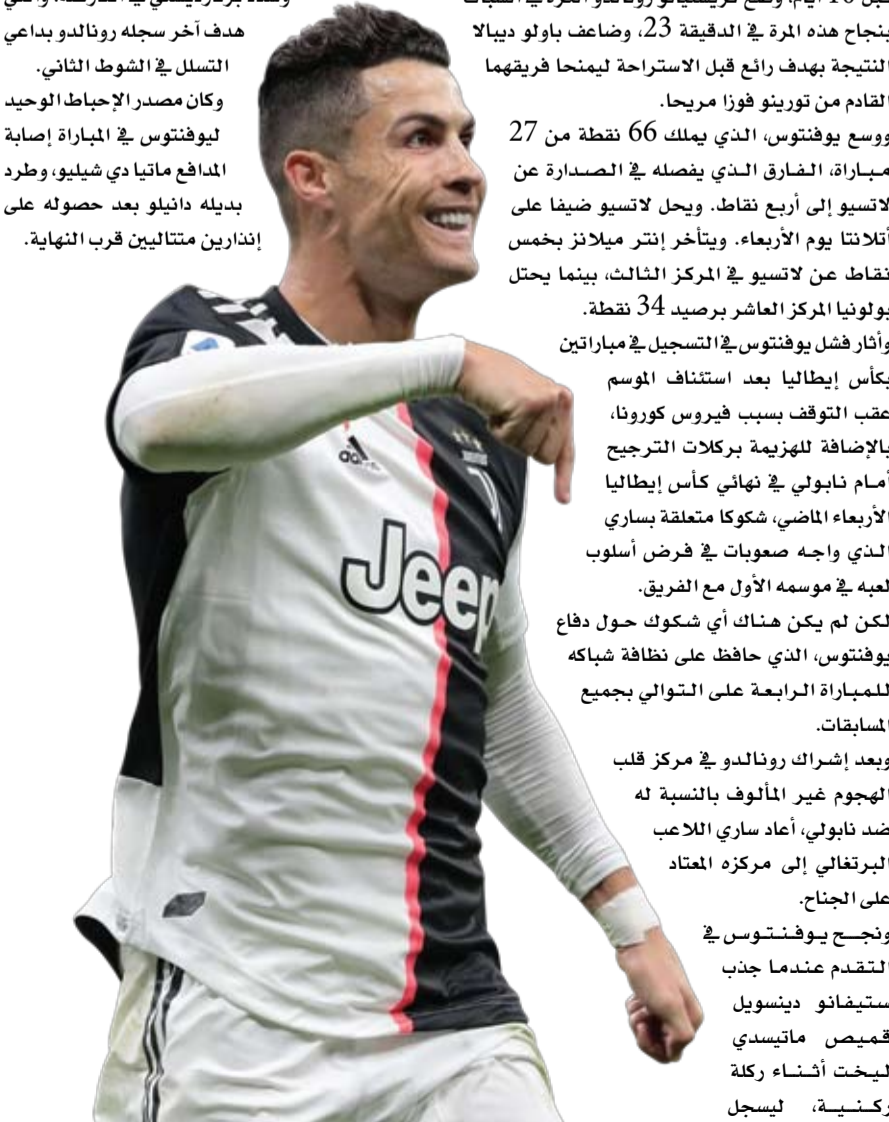 بنجاح هذه المرة في الدقيقة 23، وضاعف باولو ديبالا
النتيجة بهدف رائع قبل الاستراحة ليمنحا فريقهما
القادم من تورينو فوزا مريحا.
ووسع يوفنتوس، الذي يملك 66 نقطة من 27
مباراة، الفارق الذي يفصله في الصدارة عن
لاتسيو إلى أربع نقاط. ويحل لاتسيو ضيفا على
أتلانتا يوم الأربعاء. ويتأخر إنتر ميلانز بخمس
نقاط عن لاتسيو في المركز الثالث، بينما يحتل
بولونيا المركز العاشر برصيد 34 نقطة.
وأثار فشل يوفنتوس في التسجيل في مباراتين
بكأس إيطاليا بعد استئناف الموسم
عقب التوقف بسبب فيروس كورونا،
بالإضافة للهزيمة بركلات الترجيح
أمام نابولي في نهائي كأس إيطاليا
الأربعاء الماضي، شكوكا متعلقة بساري
الذي واجه صعوبات في فرض أسلوب
لعبه في موسمه الأول مع الفريق.
لكن لم يكن هناك أي شكوك حول دفاع
يوفنتوس، الذي حافظ على نظافة شباكه
للمباراة الرابعة على التوالي بجميع
المسابقات.
وبعد إشراك رونالدو في مركز قلب
الهجوم غير المألوف بالنسبة له
ضد نابولي، أعاد ساري اللاعب
البرتغالي إلى مركزه المعتاد
على الجناح.
ونجح يوفنتوس في
التقدم عندما جذب
ستيفانو دينسويل
قميص ماتيسدي
ليخت أثناء ركلة
ركنية، ليسجل
هدف آخر سجله رونالدو بداعي
التسلل في الشوط الثاني.
وكان مصدر الإحباط الوحيد
ليوفنتوس في المباراة إصابة
المدافع ماتيا دي شيليو، وطرد
بديله دانيلو بعد حصوله على
إنذارين متتاليين قرب النهاية.
adidas
Jeep